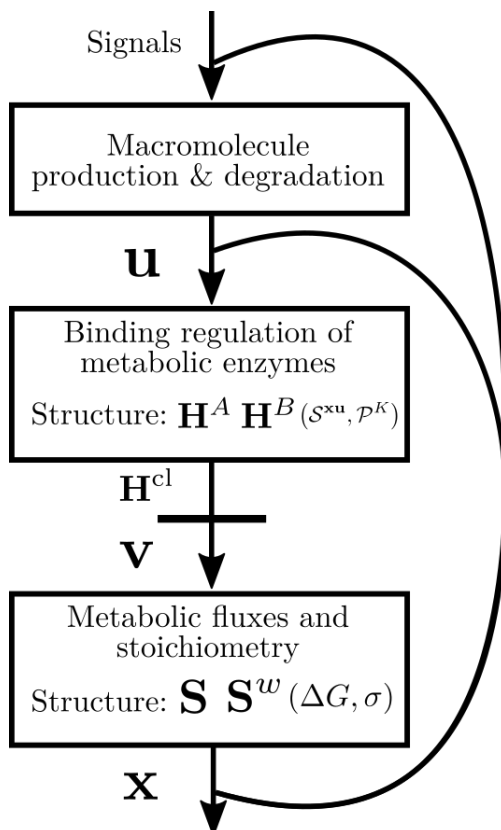 Signals
Macromolecule
production & degradation
u
Binding regulation of
metabolic enzymes
Structure: H^A H^B (𝒮^xu, 𝒫^K)
H^cl
v
Metabolic fluxes and
stoichiometry
Structure: S S^w (ΔG, σ)
x